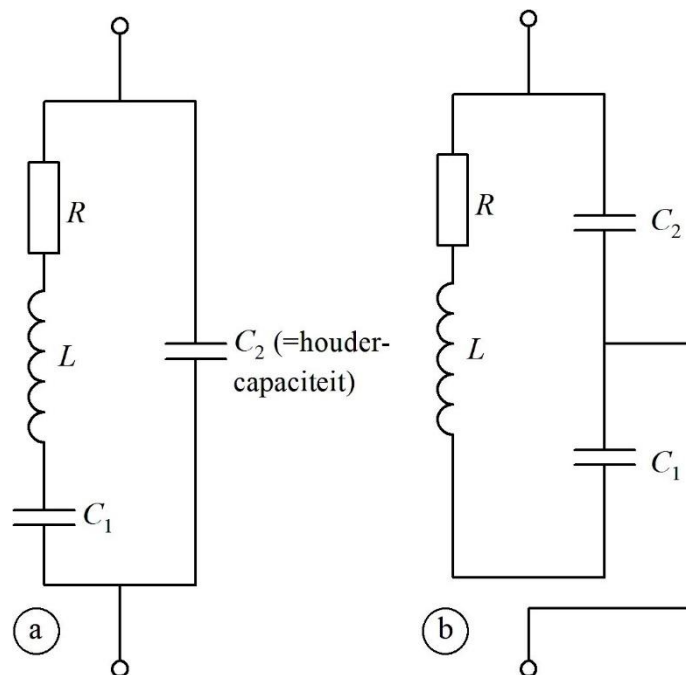 R
L
C₂ (=houder-
capaciteit)
C₁
a
R
C₂
L
C₁
b